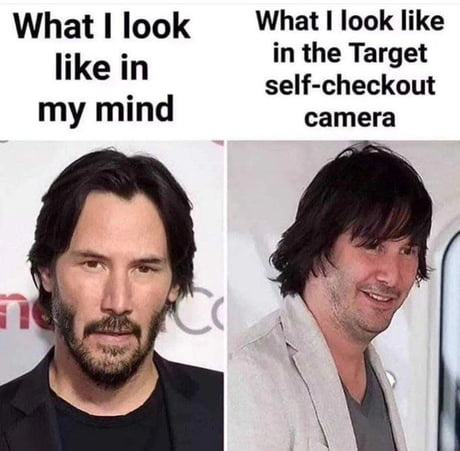 What I look
like in
my mind
What I look like
in the Target
self-checkout
camera